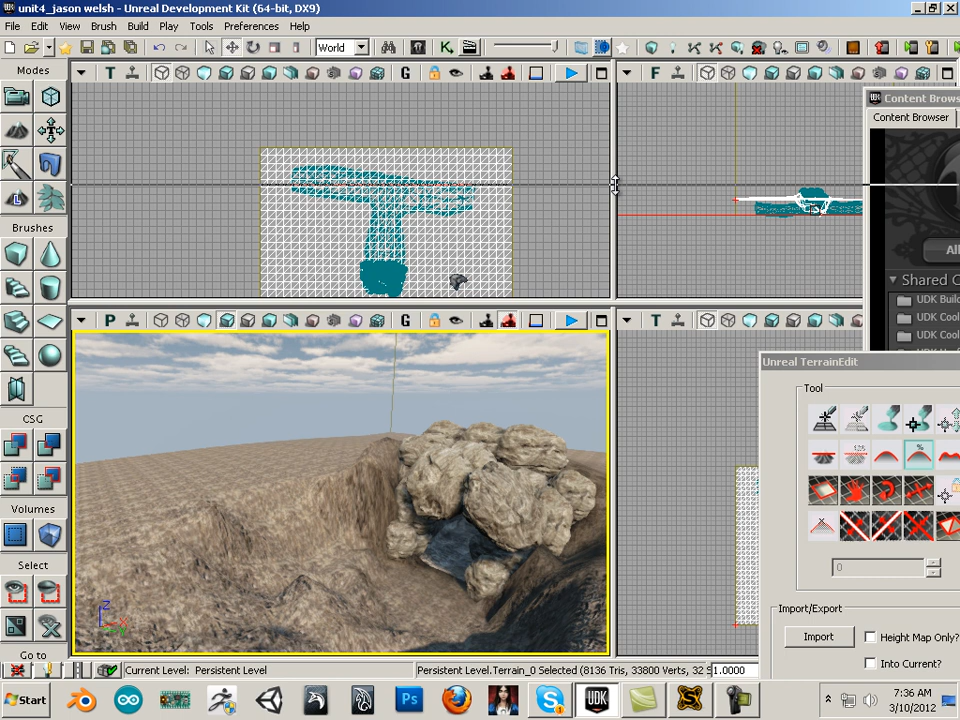 unit4_jason welsh - Unreal Development Kit (64-bit, DX9)
File Edit View Brush Build Play Tools Preferences Help
World
Modes
Brushes
CSG
Volumes
Select
Go to
T
G
F
P
G
T
Z
X
Y
Content Brows
Content Browser
All
Shared C
UDK Build
UDK Cool
UDK Cool
Unreal TerrainEdit
Tool
0
Import/Export
Import
Height Map Only?
Into Current?
Current Level: Persistent Level
Persistent Level.Terrain_0 Selected (8136 Tris, 33800 Verts, 32 S
1.0000
Start
Ps
UDK
7:36 AM
3/10/2012